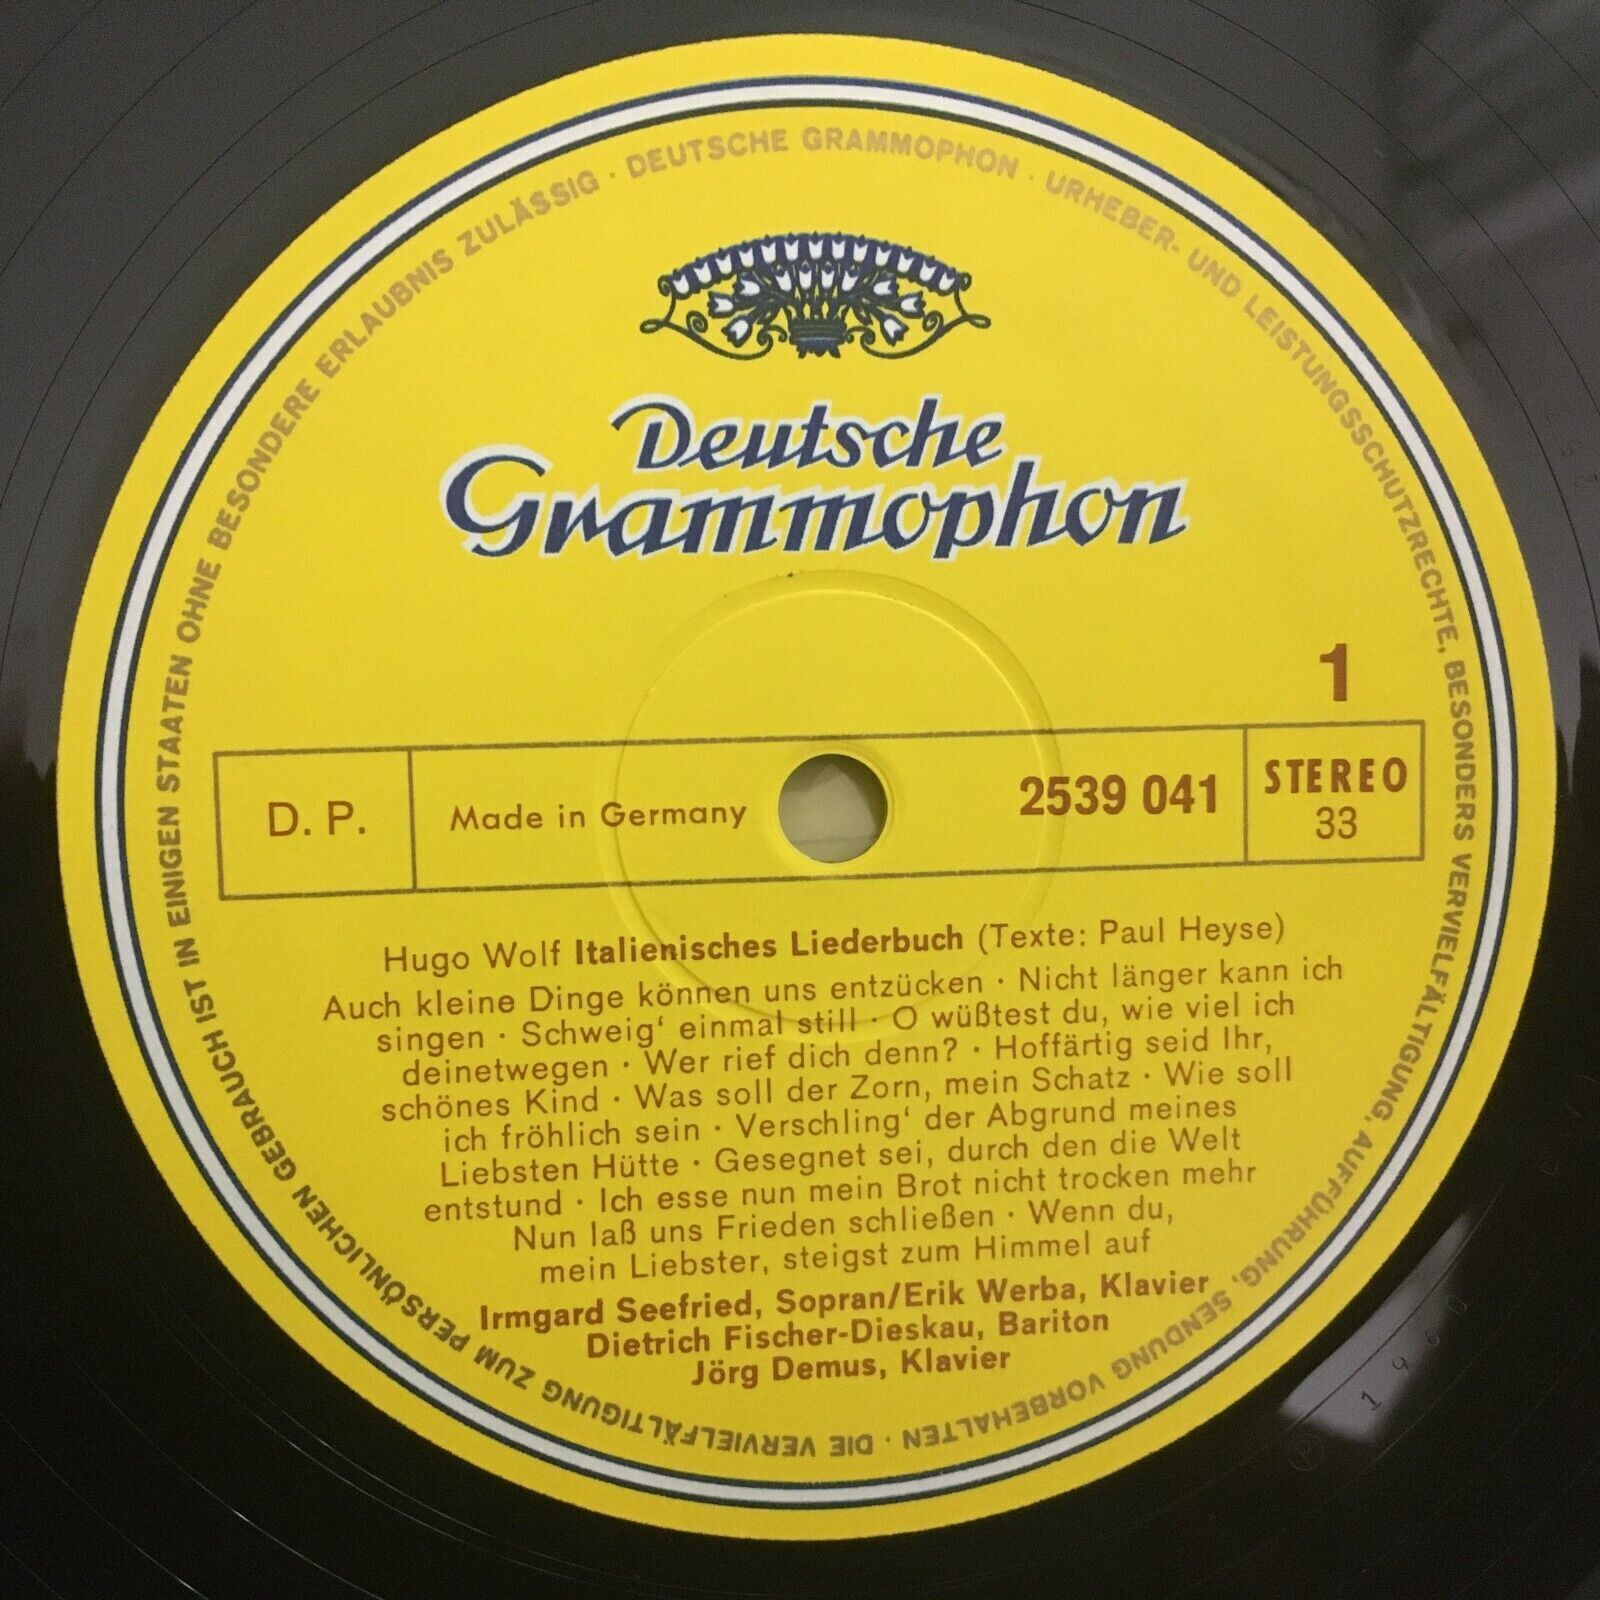 DEUTSCHE GRAMMOPHON · URHEBER- UND LEISTUNGSSCHUTZRECHTE, BESONDERS VERVIELFÄLTIGUNG, AUFFÜHRUNG, SENDUNG VORBEHALTEN · DIE VERVIELFÄLTIGUNG ZUM PERSÖNLICHEN GEBRAUCH IST IN EINIGEN STAATEN OHNE BESONDERE ERLAUBNIS ZULÄSSIG ·
Deutsche
Grammophon
1
D. P. Made in Germany 2539 041 STEREO
33
Hugo Wolf Italienisches Liederbuch (Texte: Paul Heyse)
Auch kleine Dinge können uns entzücken · Nicht länger kann ich
singen · Schweig' einmal still · O wüßtest du, wie viel ich
deinetwegen · Wer rief dich denn? · Hoffärtig seid Ihr,
schönes Kind · Was soll der Zorn, mein Schatz · Wie soll
ich fröhlich sein · Verschling' der Abgrund meines
Liebsten Hütte · Gesegnet sei, durch den die Welt
entstund · Ich esse nun mein Brot nicht trocken mehr
Nun laß uns Frieden schließen · Wenn du,
mein Liebster, steigst zum Himmel auf
Irmgard Seefried, Sopran/Erik Werba, Klavier
Dietrich Fischer-Dieskau, Bariton
Jörg Demus, Klavier
℗ 1960